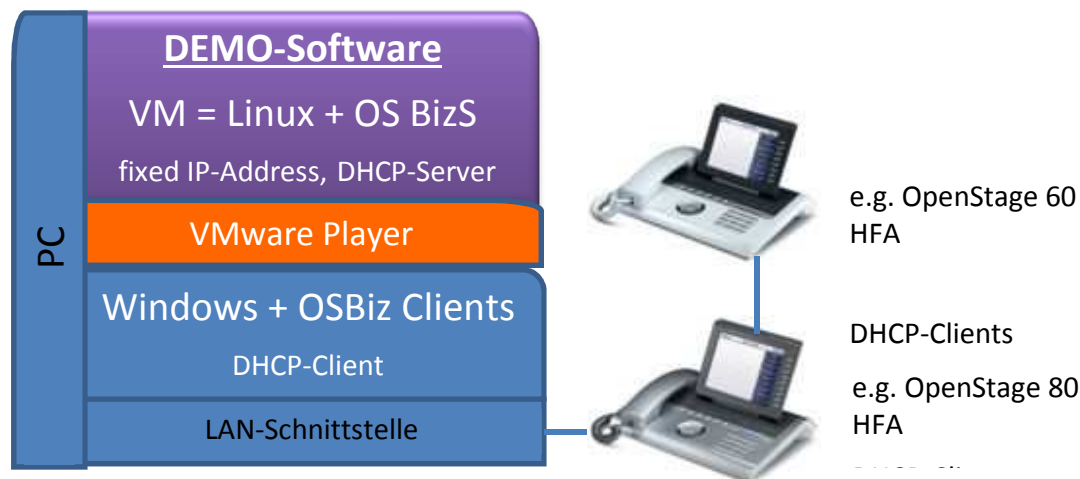 PC
DEMO-Software
VM = Linux + OS BizS
fixed IP-Address, DHCP-Server
VMware Player
Windows + OSBiz Clients
DHCP-Client
LAN-Schnittstelle
e.g. OpenStage 60
HFA
DHCP-Clients
e.g. OpenStage 80
HFA